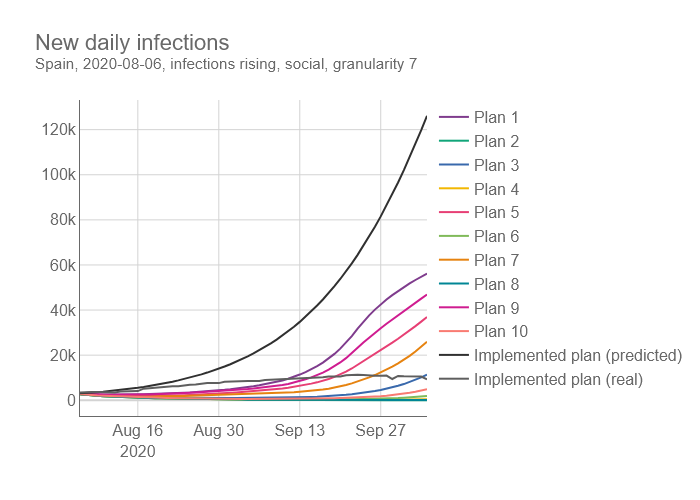 New daily infections
Spain, 2020-08-06, infections rising, social, granularity 7
120k
100k
80k
60k
40k
20k
0
Aug 16
2020
Aug 30
Sep 13
Sep 27
Plan 1
Plan 2
Plan 3
Plan 4
Plan 5
Plan 6
Plan 7
Plan 8
Plan 9
Plan 10
Implemented plan (predicted)
Implemented plan (real)